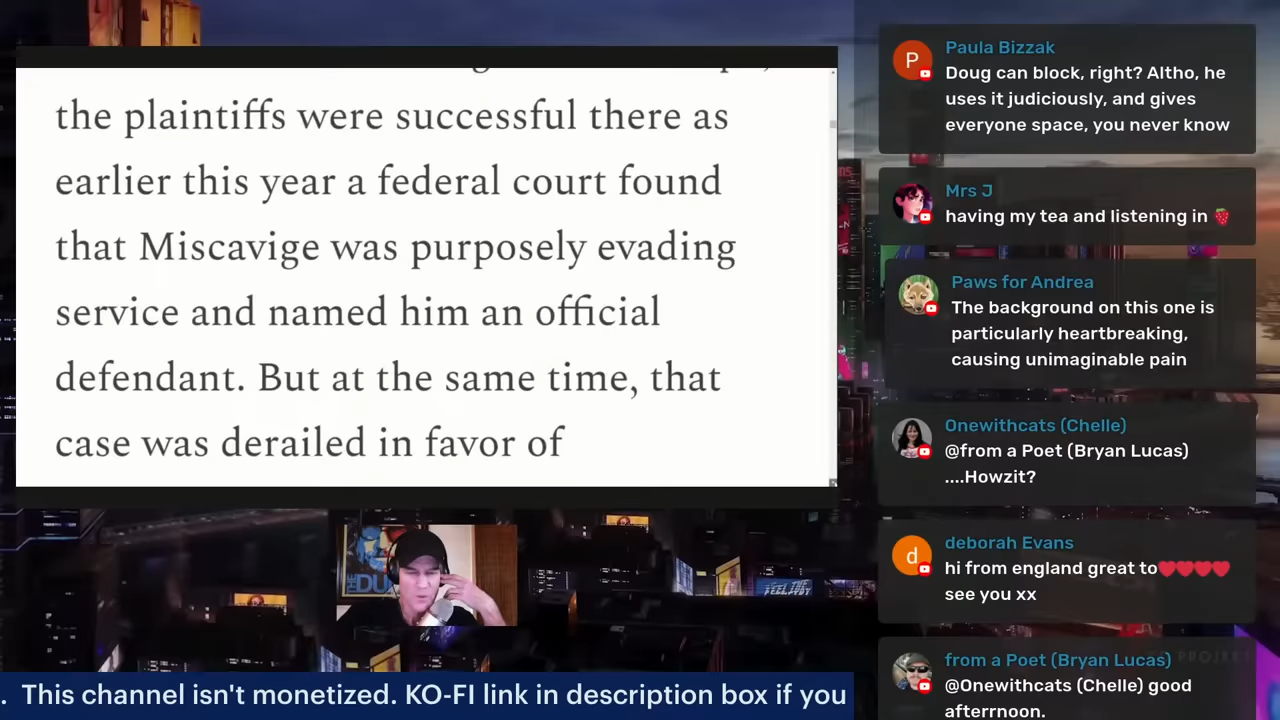 the plaintiffs were successful there as
earlier this year a federal court found
that Miscavige was purposely evading
service and named him an official
defendant. But at the same time, that
case was derailed in favor of
P
Paula Bizzak
Doug can block, right? Altho, he
uses it judiciously, and gives
everyone space, you never know
Mrs J
having my tea and listening in 🍓
Paws for Andrea
The background on this one is
particularly heartbreaking,
causing unimaginable pain
Onewithcats (Chelle)
@from a Poet (Bryan Lucas)
....Howzit?
d
deborah Evans
hi from england great to❤️❤️❤️❤️
see you xx
from a Poet (Bryan Lucas)
@Onewithcats (Chelle) good
afterrnoon.
THE
DU
. This channel isn't monetized. KO-FI link in description box if you